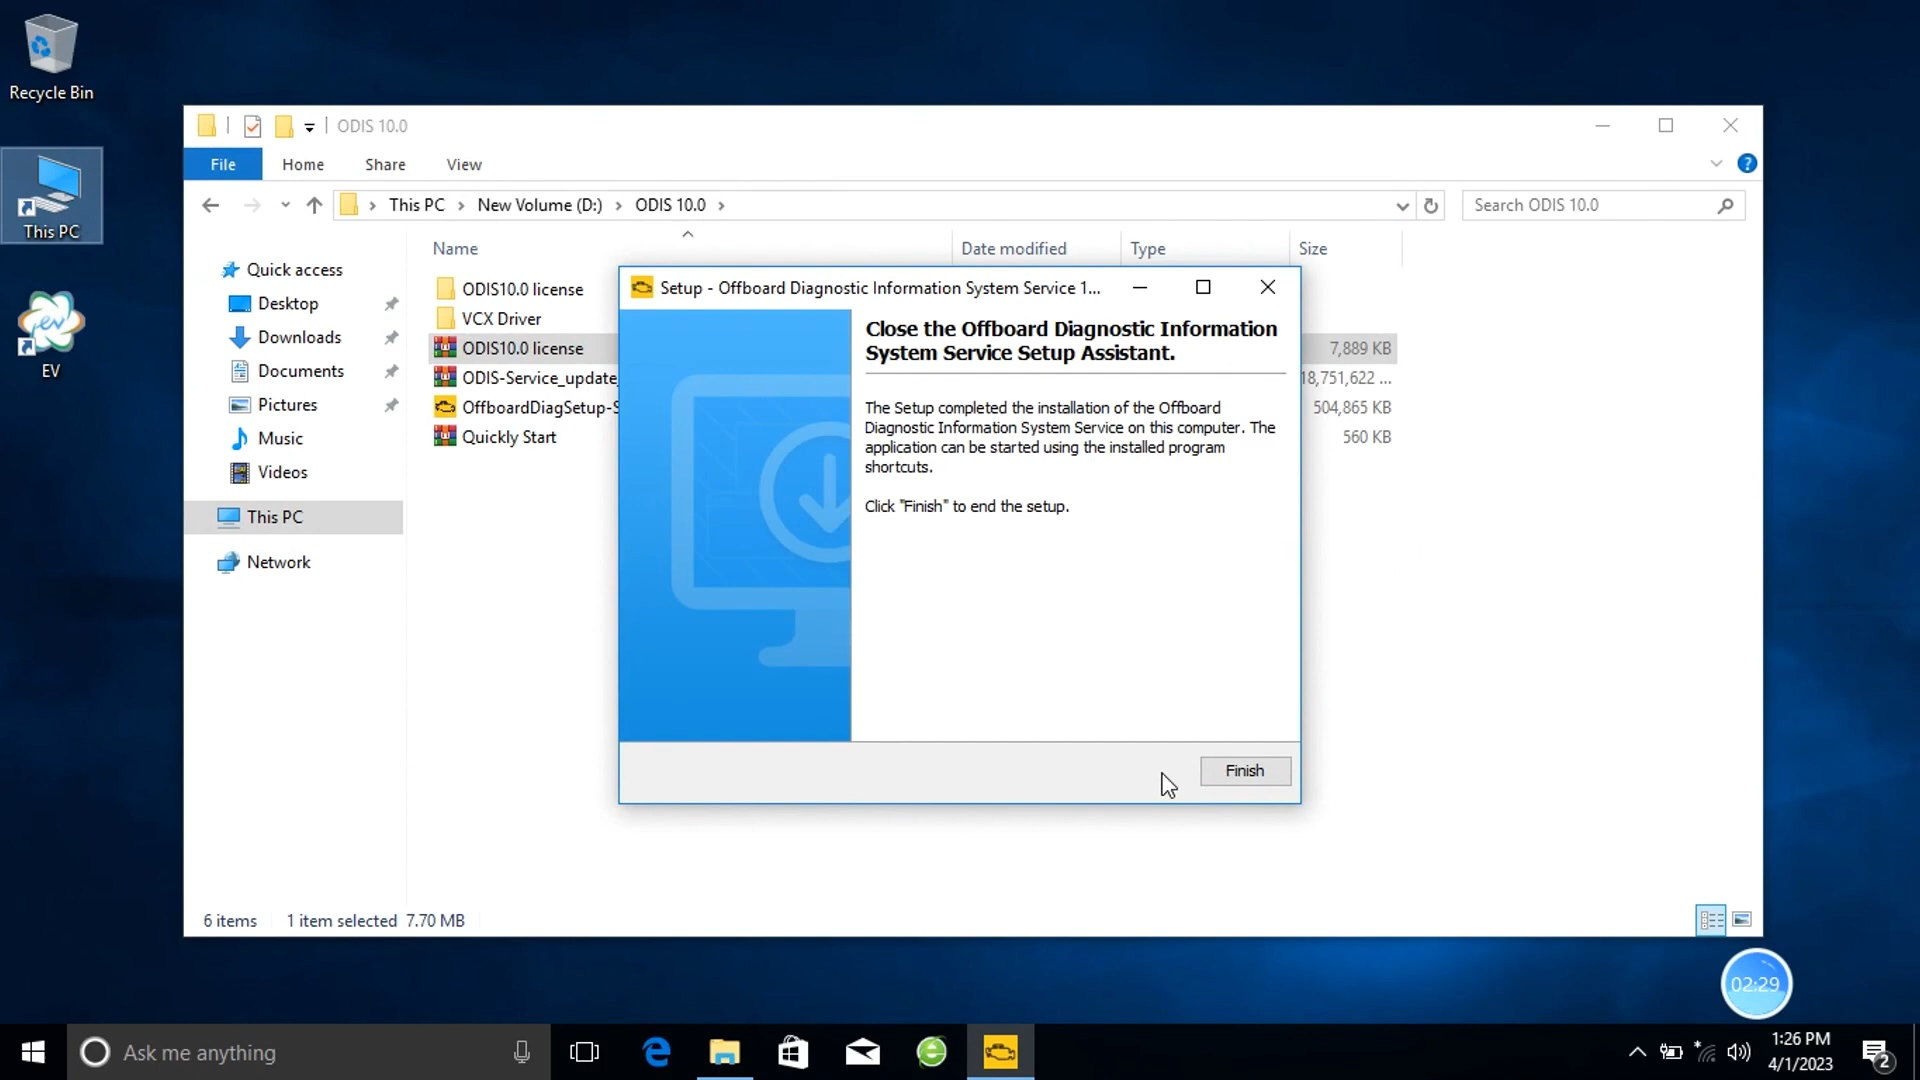 Recycle Bin
This PC
EV
ODIS 10.0
File
Home
Share
View
This PC
New Volume (D:)
ODIS 10.0
Search ODIS 10.0
Quick access
Desktop
Downloads
Documents
Pictures
Music
Videos
This PC
Network
Name
Date modified
Type
Size
ODIS10.0 license
VCX Driver
ODIS10.0 license
7,889 KB
ODIS-Service_update_
18,751,622 ...
OffboardDiagSetup-S
504,865 KB
Quickly Start
560 KB
Setup - Offboard Diagnostic Information System Service 1...
Close the Offboard Diagnostic Information
System Service Setup Assistant.
The Setup completed the installation of the Offboard
Diagnostic Information System Service on this computer. The
application can be started using the installed program
shortcuts.
Click "Finish" to end the setup.
Finish
6 items
1 item selected 7.70 MB
02:29
Ask me anything
1:26 PM
4/1/2023
2